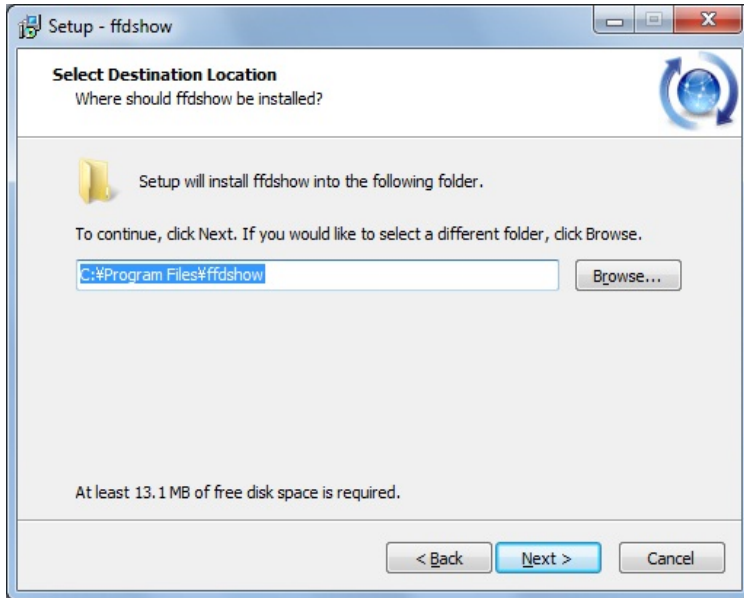 Setup - ffdshow
Select Destination Location
Where should ffdshow be installed?
Setup will install ffdshow into the following folder.
To continue, click Next. If you would like to select a different folder, click Browse.
C:¥Program Files¥ffdshow
Browse...
At least 13.1 MB of free disk space is required.
< Back
Next >
Cancel